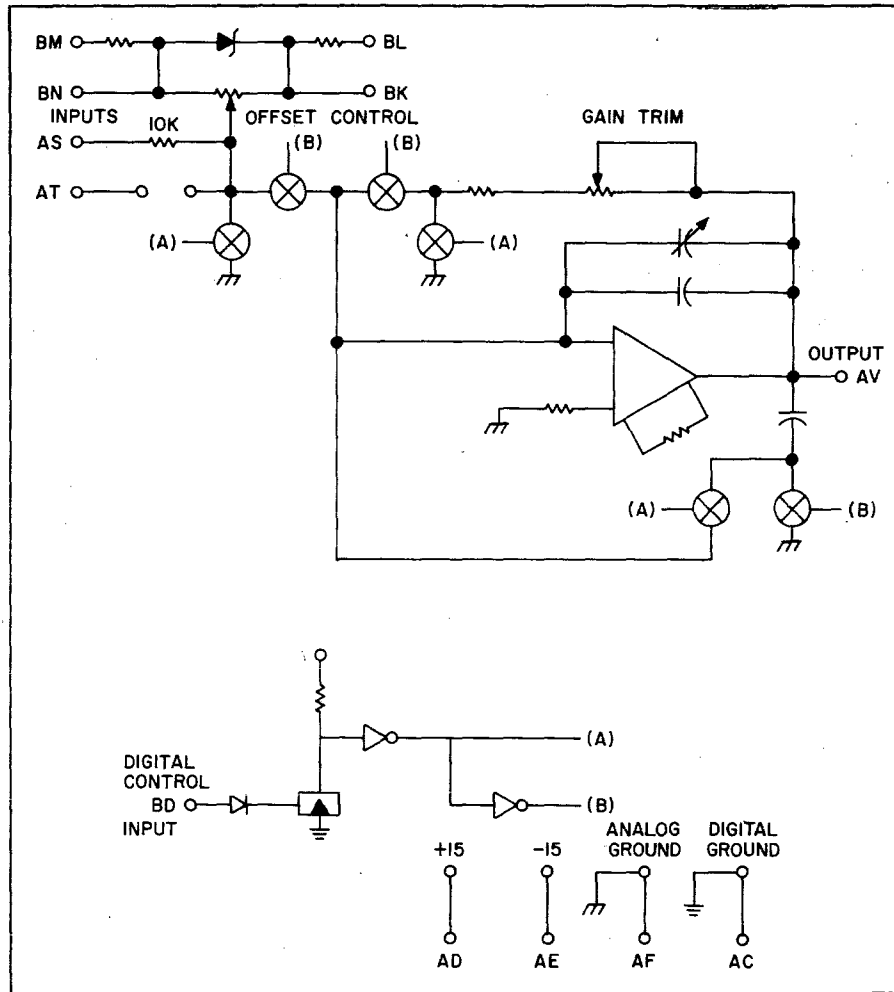 BM
BL
BN
BK
INPUTS
OFFSET CONTROL
GAIN TRIM
10K
AS
(B)
(B)
AT
(A)
(A)
OUTPUT
AV
(A)
(B)
(A)
DIGITAL
CONTROL
BD
INPUT
(B)
+15
-15
ANALOG
GROUND
DIGITAL
GROUND
AD
AE
AF
AC